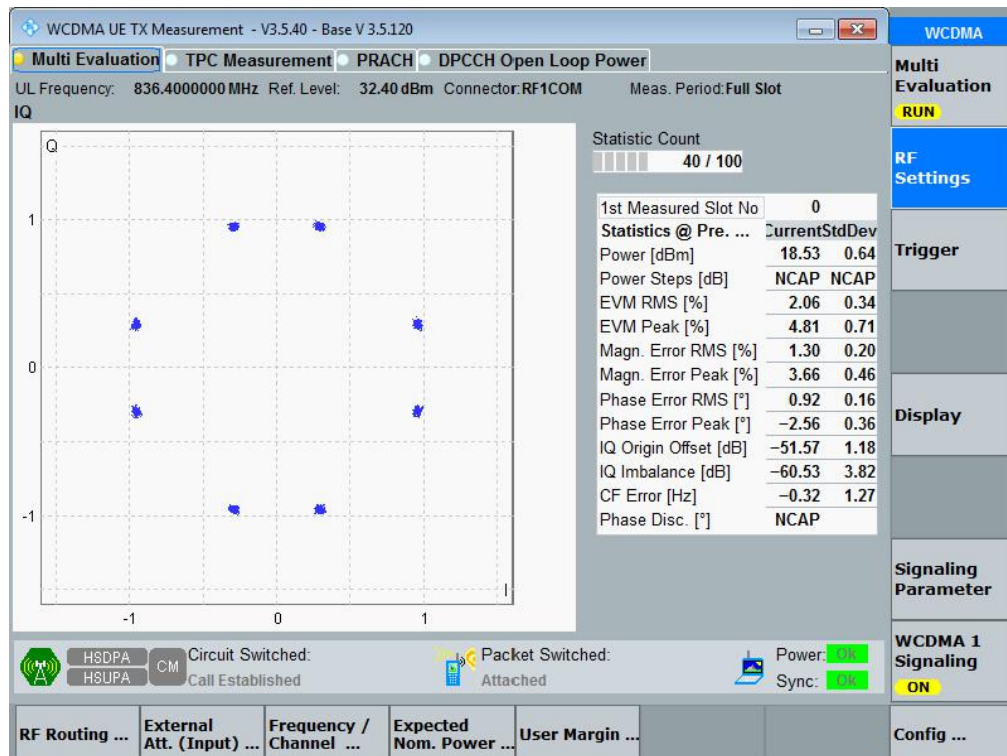 WCDMA UE TX Measurement - V3.5.40 - Base V 3.5.120
WCDMA
Multi Evaluation TPC Measurement PRACH DPCCH Open Loop Power
UL Frequency: 836.4000000 MHz Ref. Level: 32.40 dBm Connector: RF1COM Meas. Period: Full Slot
IQ
Q
1
0
-1
-1 0 1
I
Statistic Count
40 / 100
1st Measured Slot No 0
Statistics @ Pre. ... Current StdDev
Power [dBm] 18.53 0.64
Power Steps [dB] NCAP NCAP
EVM RMS [%] 2.06 0.34
EVM Peak [%] 4.81 0.71
Magn. Error RMS [%] 1.30 0.20
Magn. Error Peak [%] 3.66 0.46
Phase Error RMS [°] 0.92 0.16
Phase Error Peak [°] −2.56 0.36
IQ Origin Offset [dB] −51.57 1.18
IQ Imbalance [dB] −60.53 3.82
CF Error [Hz] −0.32 1.27
Phase Disc. [°] NCAP
Multi
Evaluation
RUN
RF
Settings
Trigger
Display
Signaling
Parameter
WCDMA 1
Signaling
ON
HSDPA
HSUPA
CM
Circuit Switched:
Call Established
Packet Switched:
Attached
Power: Ok
Sync: Ok
RF Routing ...
External
Att. (Input) ...
Frequency /
Channel ...
Expected
Nom. Power ...
User Margin ...
Config ...